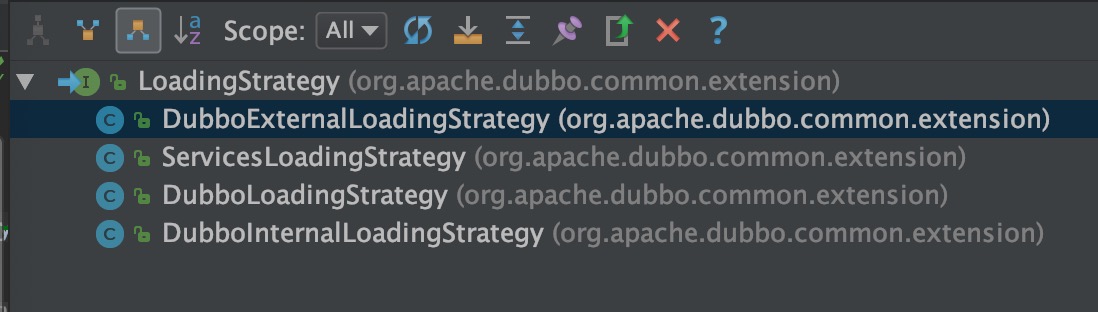 a z Scope: All ?
I LoadingStrategy (org.apache.dubbo.common.extension)
C DubboExternalLoadingStrategy (org.apache.dubbo.common.extension)
C ServicesLoadingStrategy (org.apache.dubbo.common.extension)
C DubboLoadingStrategy (org.apache.dubbo.common.extension)
C DubboInternalLoadingStrategy (org.apache.dubbo.common.extension)